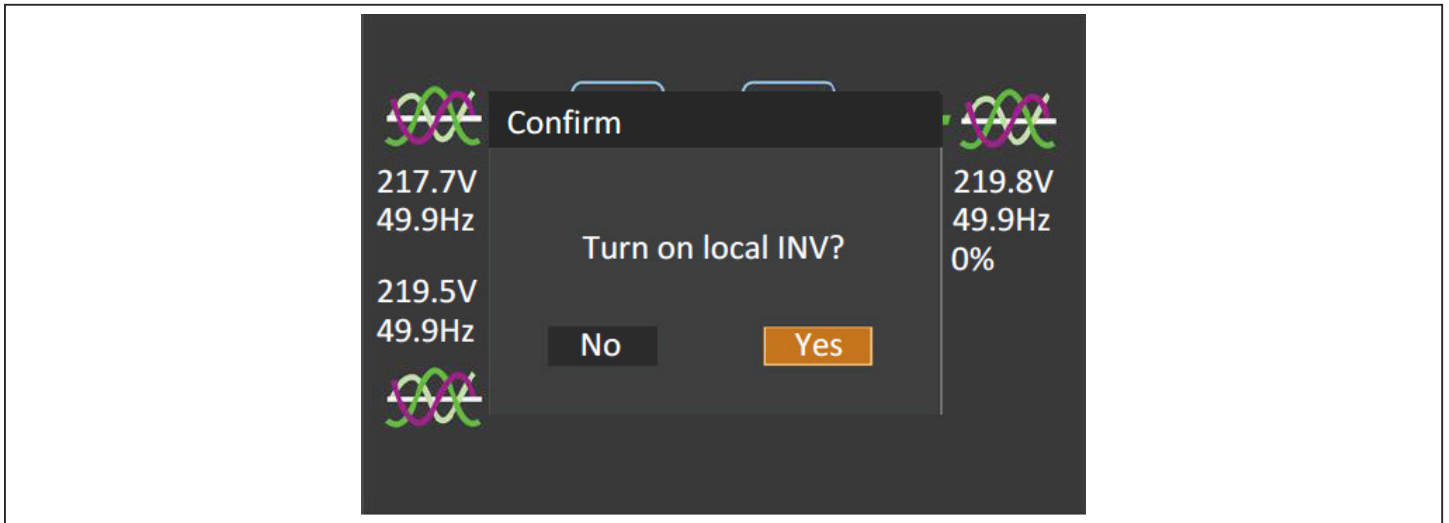 Confirm
217.7V
49.9Hz
219.5V
49.9Hz
Turn on local INV?
No
Yes
219.8V
49.9Hz
0%